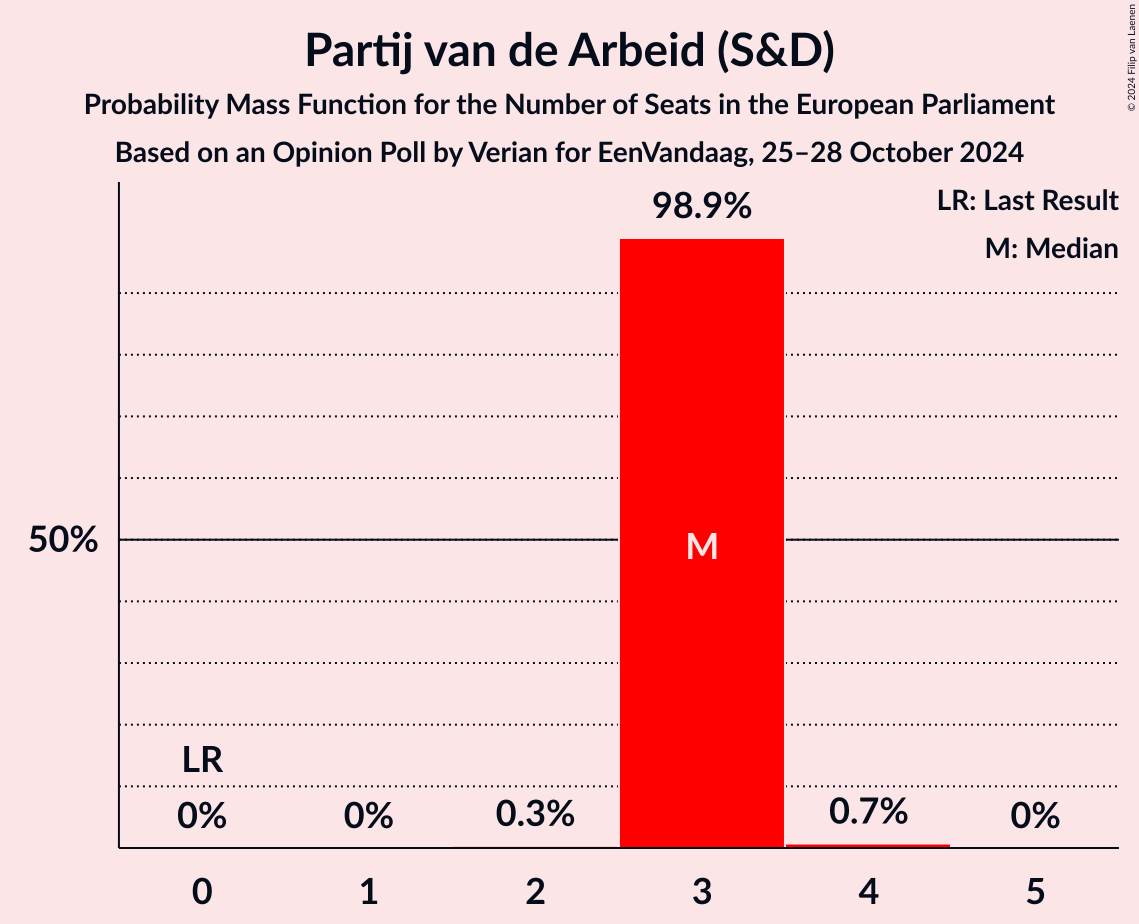 Partij van de Arbeid (S&D)
Probability Mass Function for the Number of Seats in the European Parliament
Based on an Opinion Poll by Verian for EenVandaag, 25–28 October 2024
© 2024 Filip van Laenen
LR: Last Result
M: Median
98.9%
50%
M
LR
0%
0%
0.3%
0.7%
0%
0 1 2 3 4 5